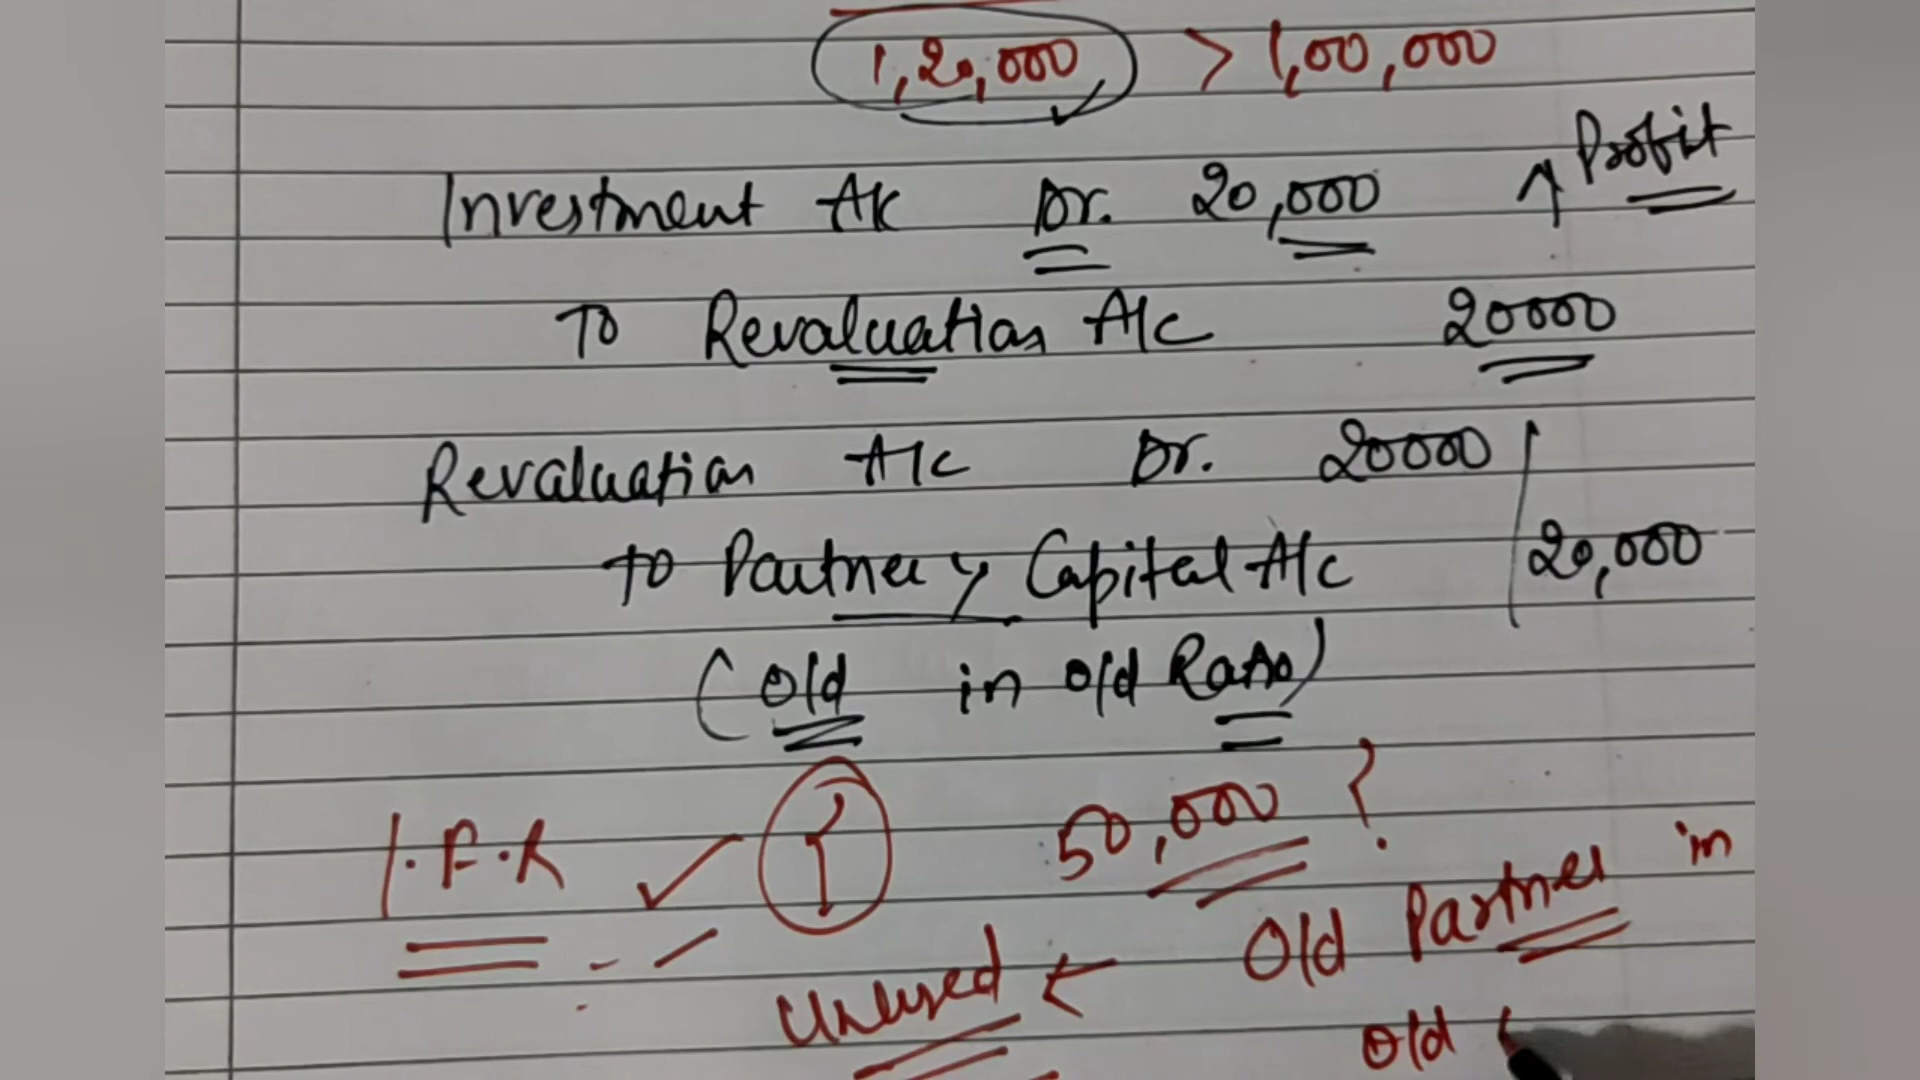 1,20,000 > 1,00,000
Investment A/c Dr. 20,000 ↑ Profit
To Revaluation A/c 20000
Revaluation A/c Dr. 20000
To Partners Capital A/c 20,000
(Old in old Ratio)
I.F.R ✓ 50,000 ?
Unused ← Old Partner in
old